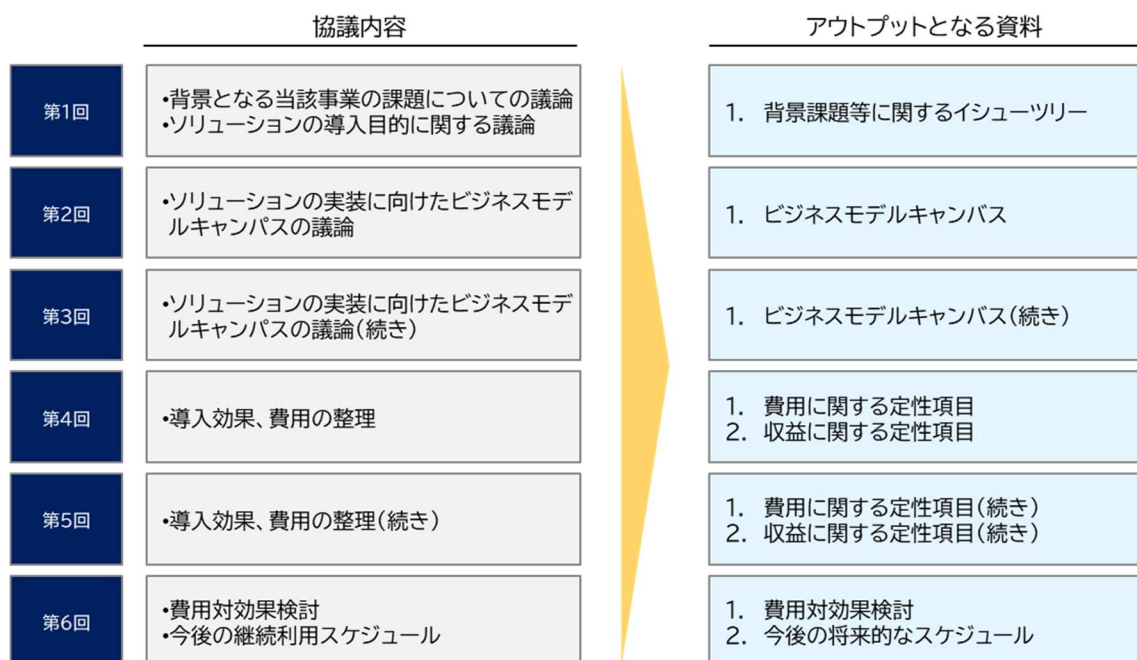 協議内容
アウトプットとなる資料
第1回
•背景となる当該事業の課題についての議論
•ソリューションの導入目的に関する議論
1. 背景課題等に関するイシューツリー
第2回
•ソリューションの実装に向けたビジネスモデ
ルキャンパスの議論
1. ビジネスモデルキャンバス
第3回
•ソリューションの実装に向けたビジネスモデ
ルキャンパスの議論(続き)
1. ビジネスモデルキャンバス(続き)
第4回
•導入効果、費用の整理
1. 費用に関する定性項目
2. 収益に関する定性項目
第5回
•導入効果、費用の整理(続き)
1. 費用に関する定性項目(続き)
2. 収益に関する定性項目(続き)
第6回
•費用対効果検討
•今後の継続利用スケジュール
1. 費用対効果検討
2. 今後の将来的なスケジュール